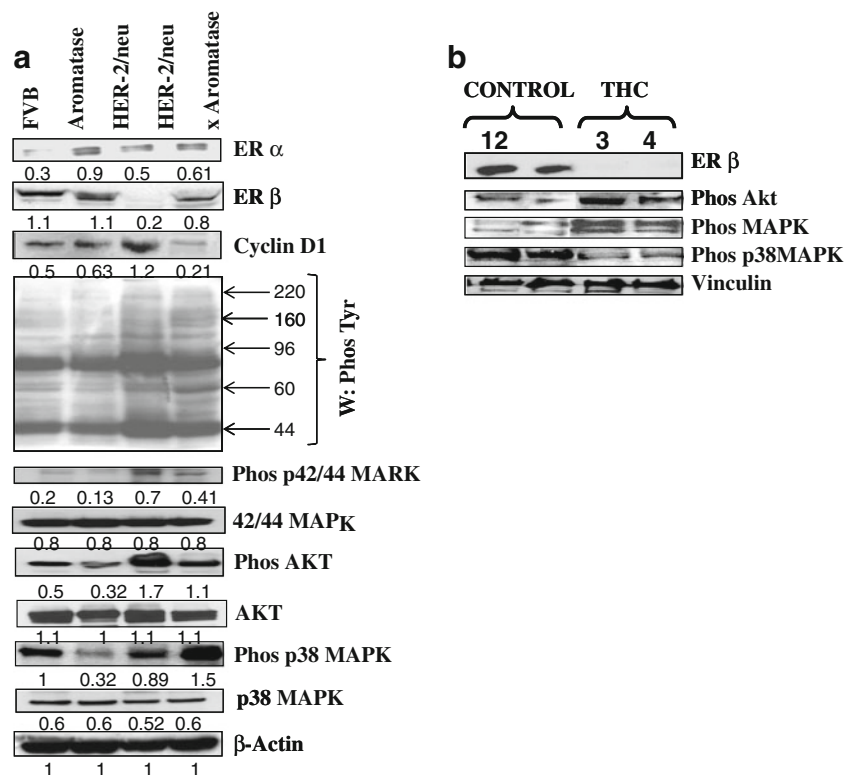 a
FVB
Aromatase
HER-2/neu
HER-2/neu
x Aromatase
ER α
0.3 0.9 0.5 0.61
ER β
1.1 1.1 0.2 0.8
Cyclin D1
0.5 0.63 1.2 0.21
220
160
96
60
44
W: Phos Tyr
Phos p42/44 MARK
0.2 0.13 0.7 0.41
42/44 MAPK
0.8 0.8 0.8 0.8
Phos AKT
0.5 0.32 1.7 1.1
AKT
1.1 1 1.1 1.1
Phos p38 MAPK
1 0.32 0.89 1.5
p38 MAPK
0.6 0.6 0.52 0.6
β-Actin
1 1 1 1
b
CONTROL THC
12 3 4
ER β
Phos Akt
Phos MAPK
Phos p38MAPK
Vinculin